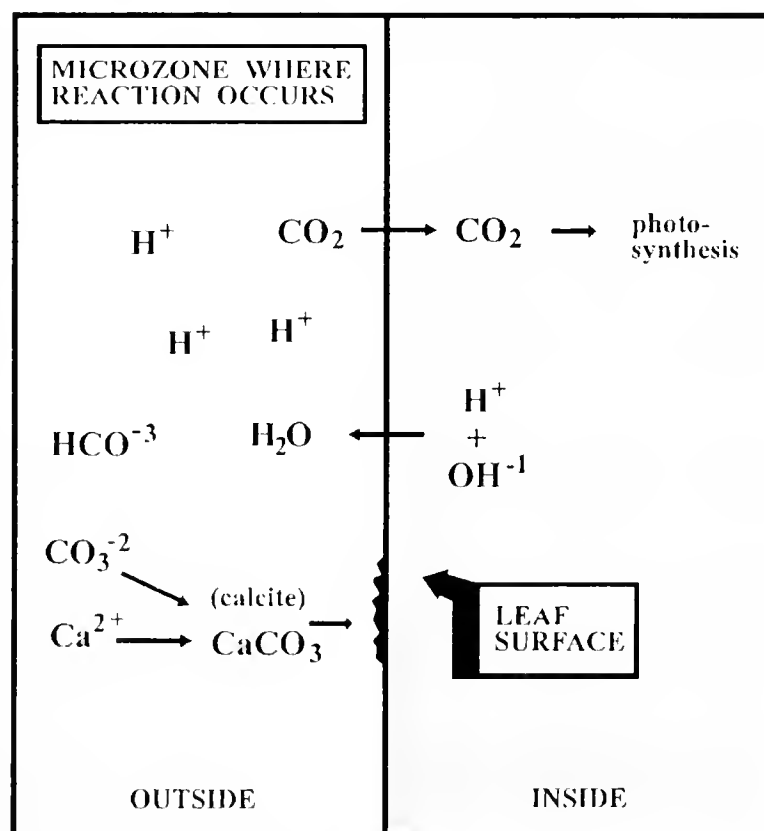 MICROZONE WHERE
REACTION OCCURS
H⁺ CO₂ CO₂ photo-
synthesis
H⁺ H⁺
H⁺
+
OH⁻¹
HCO⁻³ H₂O
CO₃⁻²
(calcite)
Ca²⁺ CaCO₃
LEAF
SURFACE
OUTSIDE INSIDE